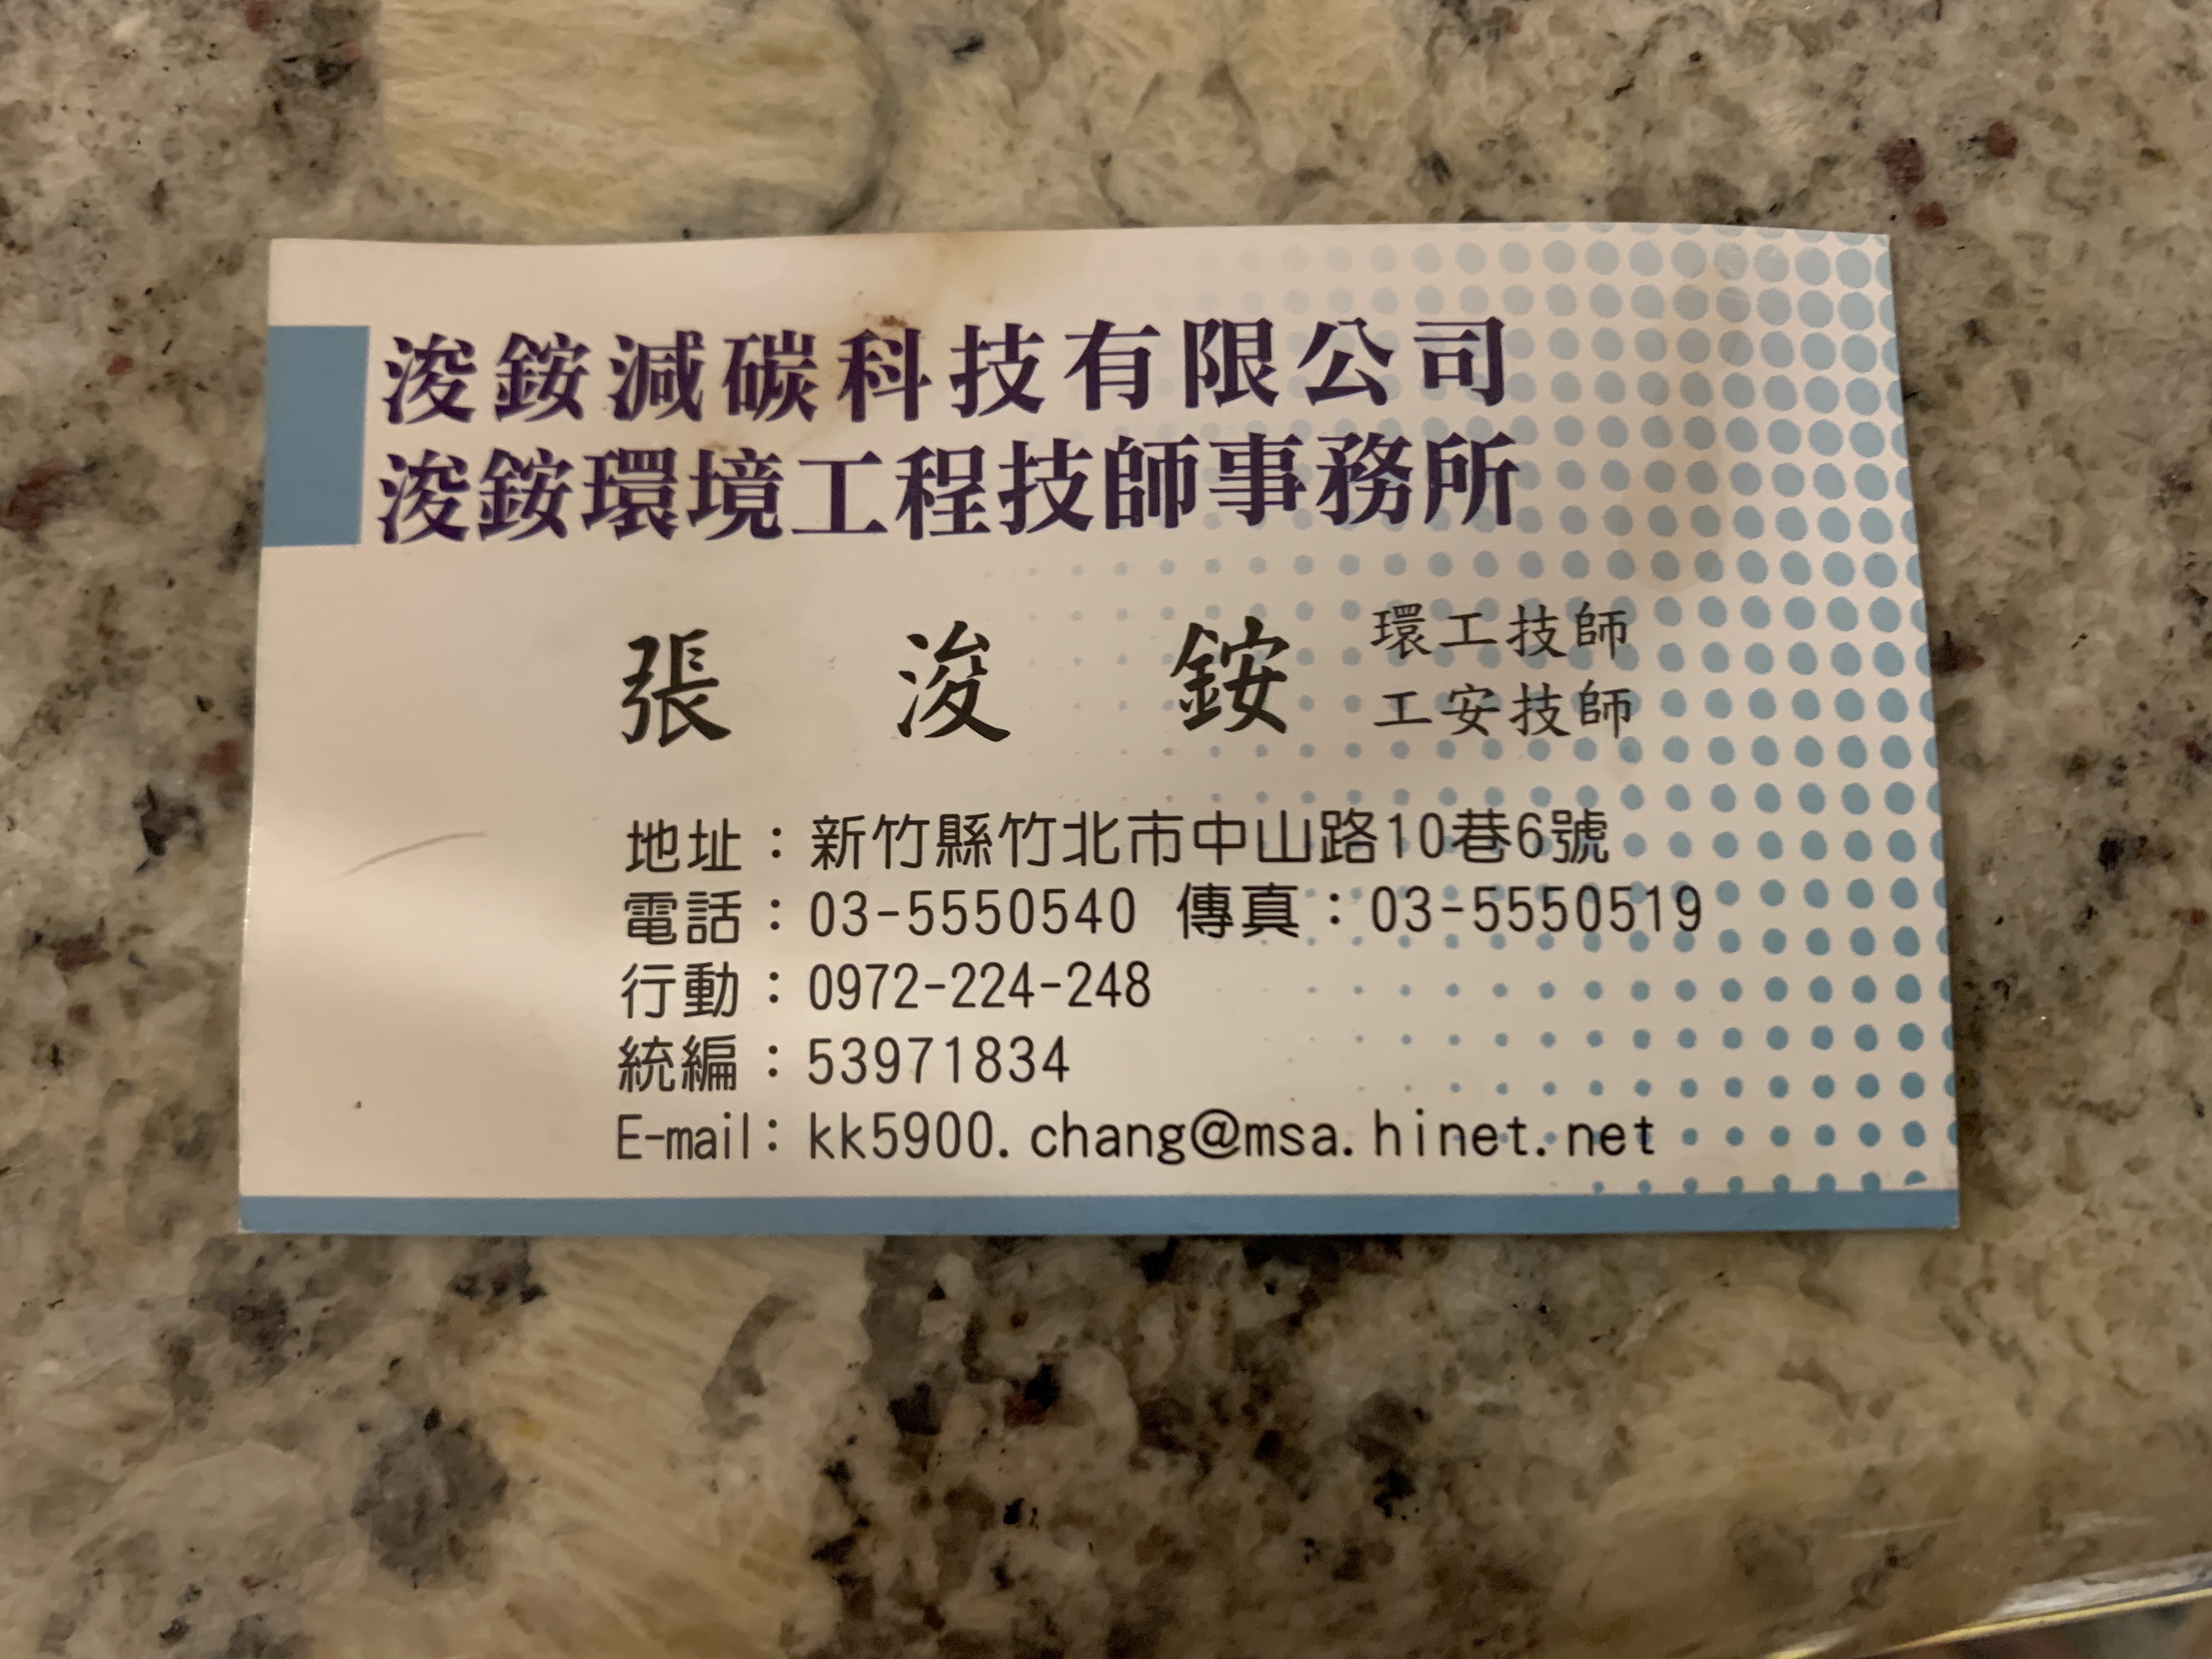 浚銨減碳科技有限公司
浚銨環境工程技師事務所
張 浚 銨 環工技師
工安技師
地址：新竹縣竹北市中山路10巷6號
電話：03-5550540 傳真：03-5550519
行動：0972-224-248
統編：53971834
E-mail: kk5900.chang@msa.hinet.net